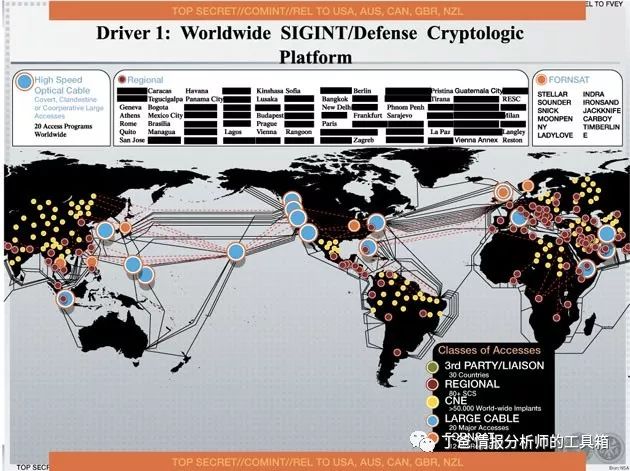 TOP SECRET//COMINT//REL TO USA, AUS, CAN, GBR, NZL
EL TO FVEY
Driver 1: Worldwide SIGINT/Defense Cryptologic
Platform
High Speed
Optical Cable
Covert, Clandestine
or Coorperative Large
Accesses
20 Access Programs
Worldwide
Regional
Caracas Havana Kinshasa Sofia Berlin Pristina Guatemala City
Tegucigalpa Panama City Lusaka Bangkok Tirana RESC
Geneva Bogota New Delhi Phnom Penh
Athens Mexico City Budapest Frankfurt Sarajevo Milan
Rome Brasilia Prague Paris
Quito Managua Lagos Vienna Rangoon La Paz Langley
San Jose Zagreb Vienna Annex Reston
FORNSAT
STELLAR INDRA
SOUNDER IRONSAND
SNICK JACKKNIFE
MOONPEN CARBOY
NY TIMBERLIN
LADYLOVE E
Classes of Accesses
3rd PARTY/LIAISON
30 Countries
REGIONAL
80+ SCS
CNE
>50.000 World-wide Implants
LARGE CABLE
20 Major Accesses
FORNSAT
丁爸 情报分析师的工具箱
TOP SECR
TOP SECRET//COMINT//REL TO USA, AUS, CAN, GBR, NZL